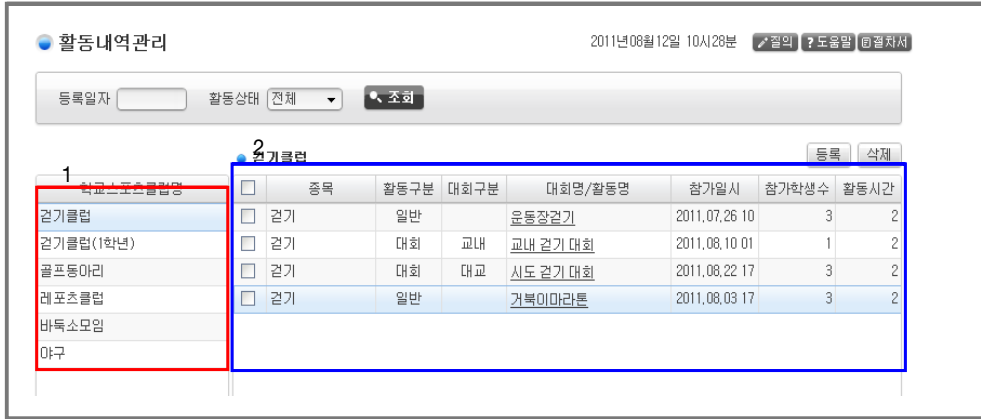 활동내역관리 2011년08월12일 10시28분 질의 ?도움말 절차서
등록일자 활동상태 전체 조회
2
걷기클럽 등록 삭제
1
학교스포츠클럽명
걷기클럽
걷기클럽(1학년)
골프동아리
레포츠클럽
바둑소모임
야구
종목 활동구분 대회구분 대회명/활동명 참가일시 참가학생수 활동시간
걷기 일반 운동장걷기 2011.07.26 10 3 2
걷기 대회 교내 교내 걷기 대회 2011.08.10 01 1 2
걷기 대회 대교 시도 걷기 대회 2011.08.22 17 3 2
걷기 일반 거북이마라톤 2011.08.03 17 3 2